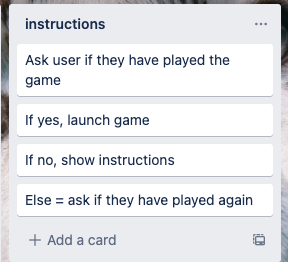 instructions
Ask user if they have played the
game
If yes, launch game
If no, show instructions
Else = ask if they have played again
+ Add a card